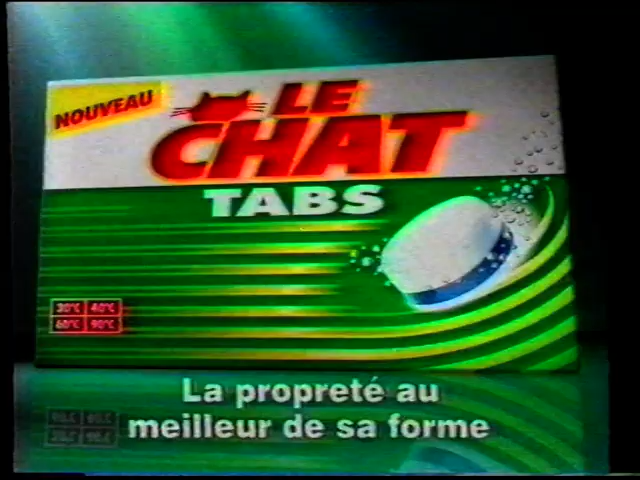 NOUVEAU
LE
CHAT
TABS
30°C 40°C
60°C 90°C
La propreté au
meilleur de sa forme